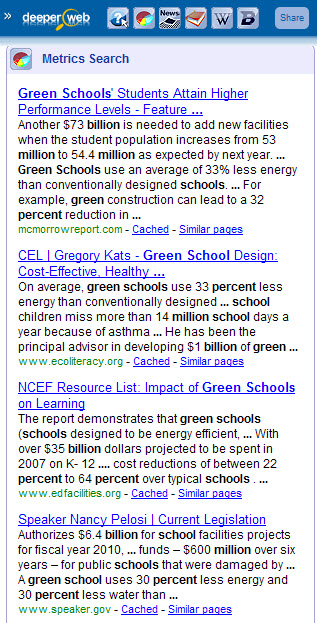 » deeper web News W B Share
Metrics Search
Green Schools' Students Attain Higher
Performance Levels - Feature ...
Another $73 billion is needed to add new facilities
when the student population increases from 53
million to 54.4 million as expected by next year. ...
Green Schools use an average of 33% less energy
than conventionally designed schools. ... For
example, green construction can lead to a 32
percent reduction in ...
mcmorrowreport.com - Cached - Similar pages
CEL | Gregory Kats - Green School Design:
Cost-Effective, Healthy ...
On average, green schools use 33 percent less
energy than conventionally designed ... school
children miss more than 14 million school days a
year because of asthma ... He has been the
principal advisor in developing $1 billion of green ...
www.ecoliteracy.org - Cached - Similar pages
NCEF Resource List: Impact of Green Schools
on Learning
The report demonstrates that green schools
(schools designed to be energy efficient, ... With
over $35 billion dollars projected to be spent in
2007 on K- 12 .... cost reductions of between 22
percent to 64 percent over typical schools . ...
www.edfacilities.org - Cached - Similar pages
Speaker Nancy Pelosi | Current Legislation
Authorizes $6.4 billion for school facilities projects
for fiscal year 2010, ... funds – $600 million over six
years – for public schools that were damaged by ...
A green school uses 30 percent less energy and
30 percent less water than ...
www.speaker.gov - Cached - Similar pages